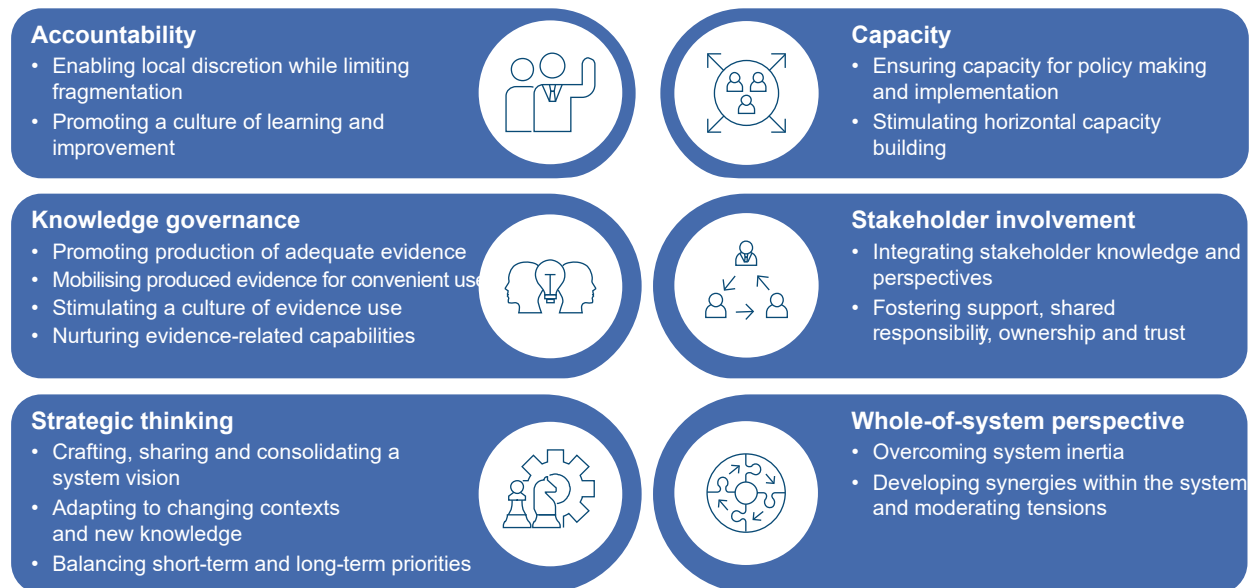 Accountability
• Enabling local discretion while limiting
fragmentation
• Promoting a culture of learning and
improvement
Capacity
• Ensuring capacity for policy making
and implementation
• Stimulating horizontal capacity
building
Knowledge governance
• Promoting production of adequate evidence
• Mobilising produced evidence for convenient use
• Stimulating a culture of evidence use
• Nurturing evidence-related capabilities
Stakeholder involvement
• Integrating stakeholder knowledge and
perspectives
• Fostering support, shared
responsibility, ownership and trust
Strategic thinking
• Crafting, sharing and consolidating a
system vision
• Adapting to changing contexts
and new knowledge
• Balancing short-term and long-term priorities
Whole-of-system perspective
• Overcoming system inertia
• Developing synergies within the system
and moderating tensions